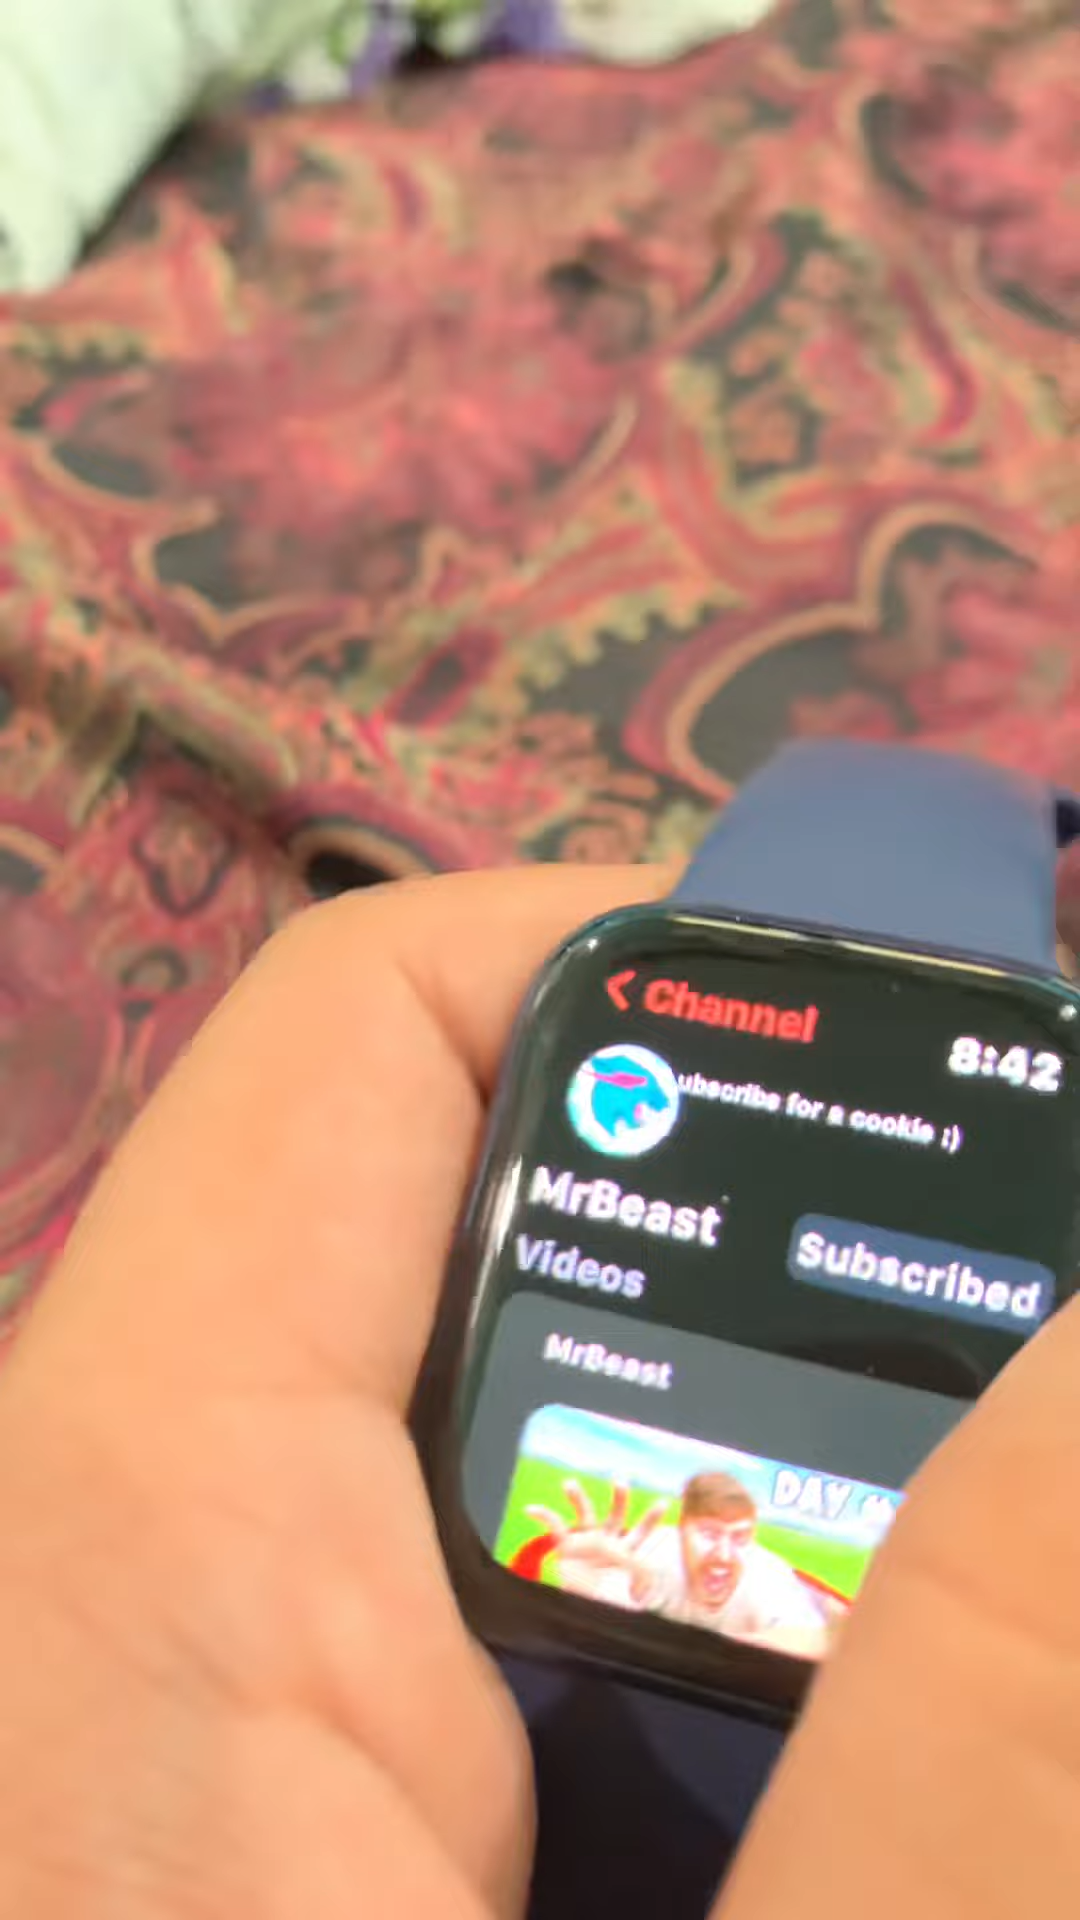 < Channel
8:42
ubscribe for a cookie :)
MrBeast
Subscribed
Videos
MrBeast
DAY